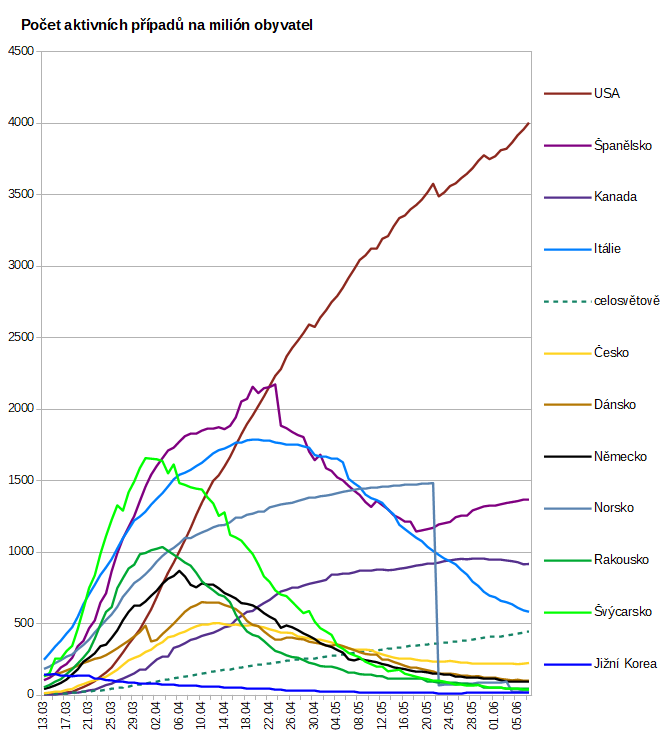 Počet aktivních případů na milión obyvatel
4500
4000
3500
3000
2500
2000
1500
1000
500
0
13.03
17.03
21.03
25.03
29.03
02.04
06.04
10.04
14.04
18.04
22.04
26.04
30.04
04.05
08.05
12.05
16.05
20.05
24.05
28.05
01.06
05.06
USA
Španělsko
Kanada
Itálie
celosvětově
Česko
Dánsko
Německo
Norsko
Rakousko
Švýcarsko
Jižní Korea